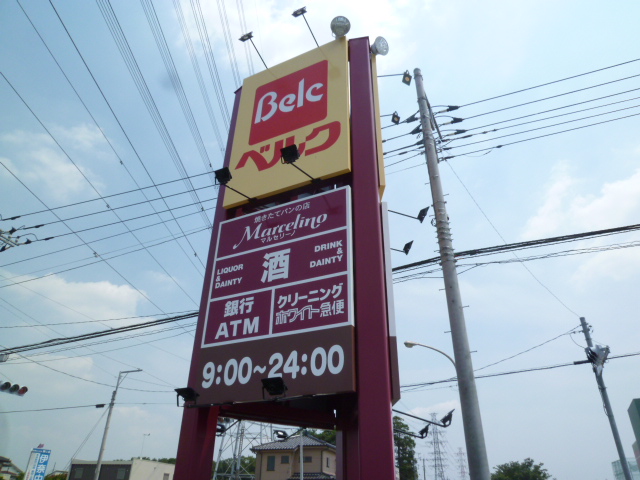 Belc
ベルク
焼きたてパンの店
Marcelino
マルセリーノ
LIQUOR & DAINTY
酒
DRINK & DAINTY
銀行
ATM
クリーニング
ホワイト急便
9:00~24:00